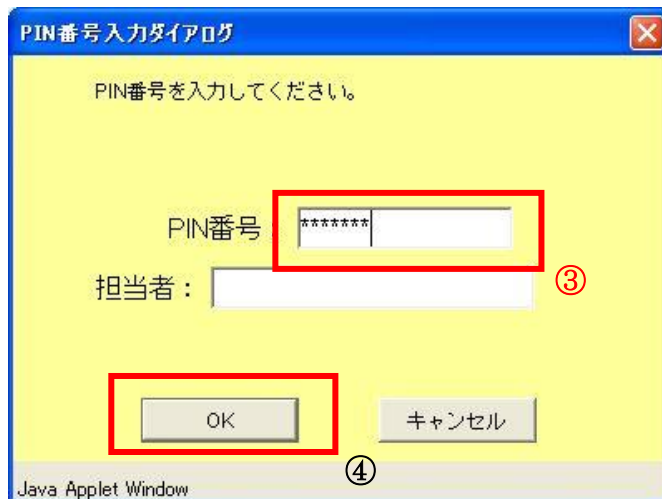 PIN番号入力ダイアログ
PIN番号を入力してください。
PIN番号： *******
担当者：
③
OK キャンセル
④
Java Applet Window